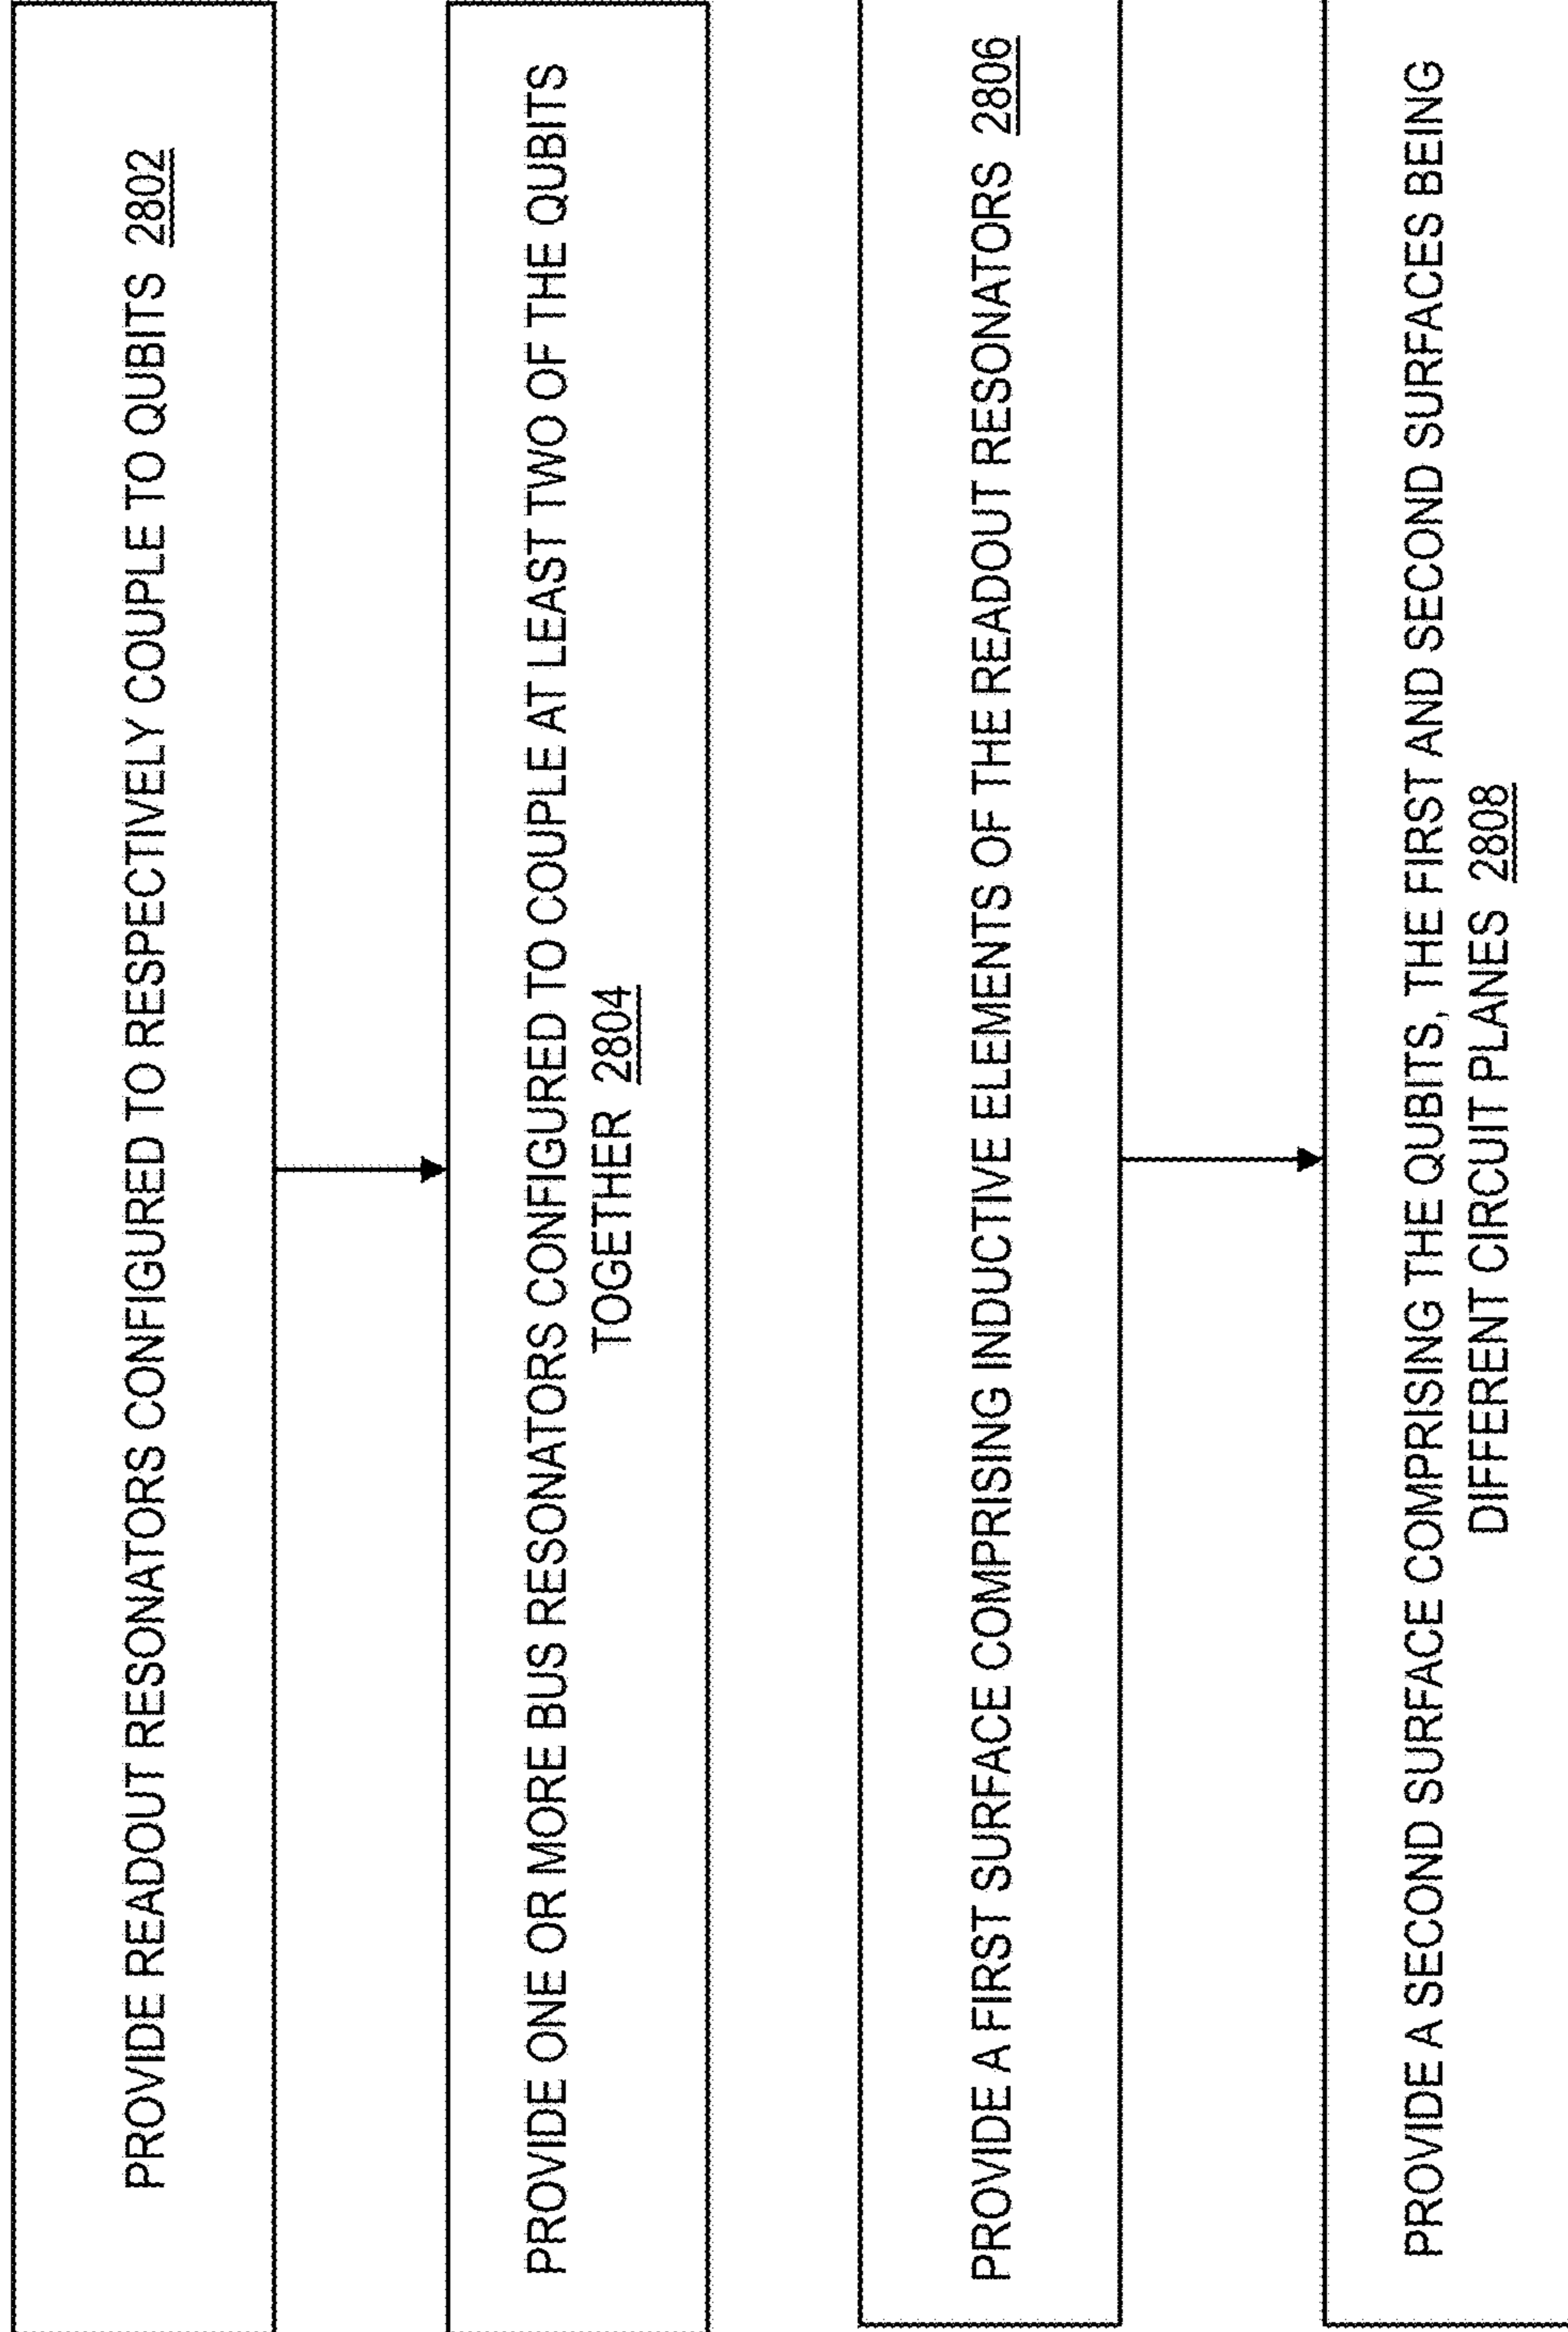 PROVIDE READOUT RESONATORS CONFIGURED TO RESPECTIVELY COUPLE TO QUBITS 2802
PROVIDE ONE OR MORE BUS RESONATORS CONFIGURED TO COUPLE AT LEAST TWO OF THE QUBITS
TOGETHER 2804
PROVIDE A FIRST SURFACE COMPRISING INDUCTIVE ELEMENTS OF THE READOUT RESONATORS 2806
PROVIDE A SECOND SURFACE COMPRISING THE QUBITS, THE FIRST AND SECOND SURFACES BEING
DIFFERENT CIRCUIT PLANES 2808